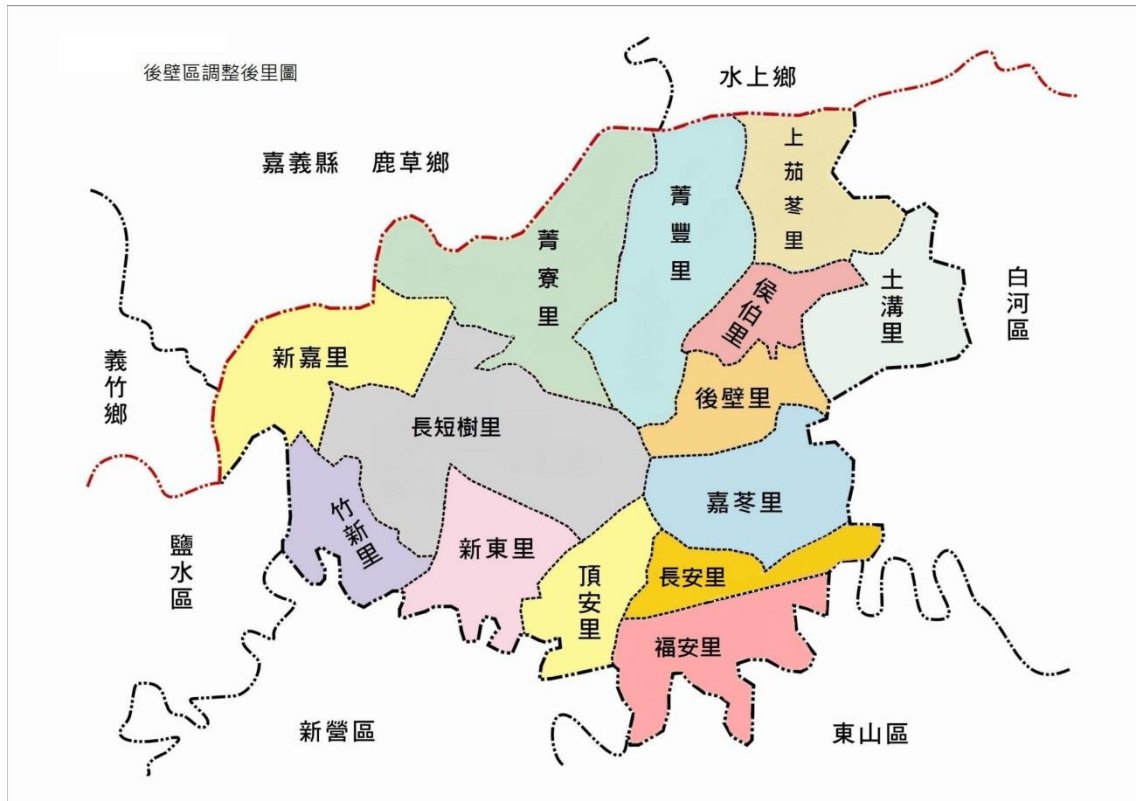 後壁區調整後里圖
水上鄉
嘉義縣 鹿草鄉
上茄苳里
菁豐里
菁寮里
土溝里
白河區
侯伯里
義竹鄉
新嘉里
後壁里
長短樹里
嘉苳里
竹新里
新東里
鹽水區
長安里
頂安里
福安里
新營區
東山區